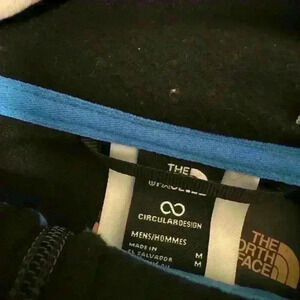 THE
CIRCULARDESIGN
MENS/HOMMES
MADE IN M
EL SALVADOR M
THE
NORTH
FACE